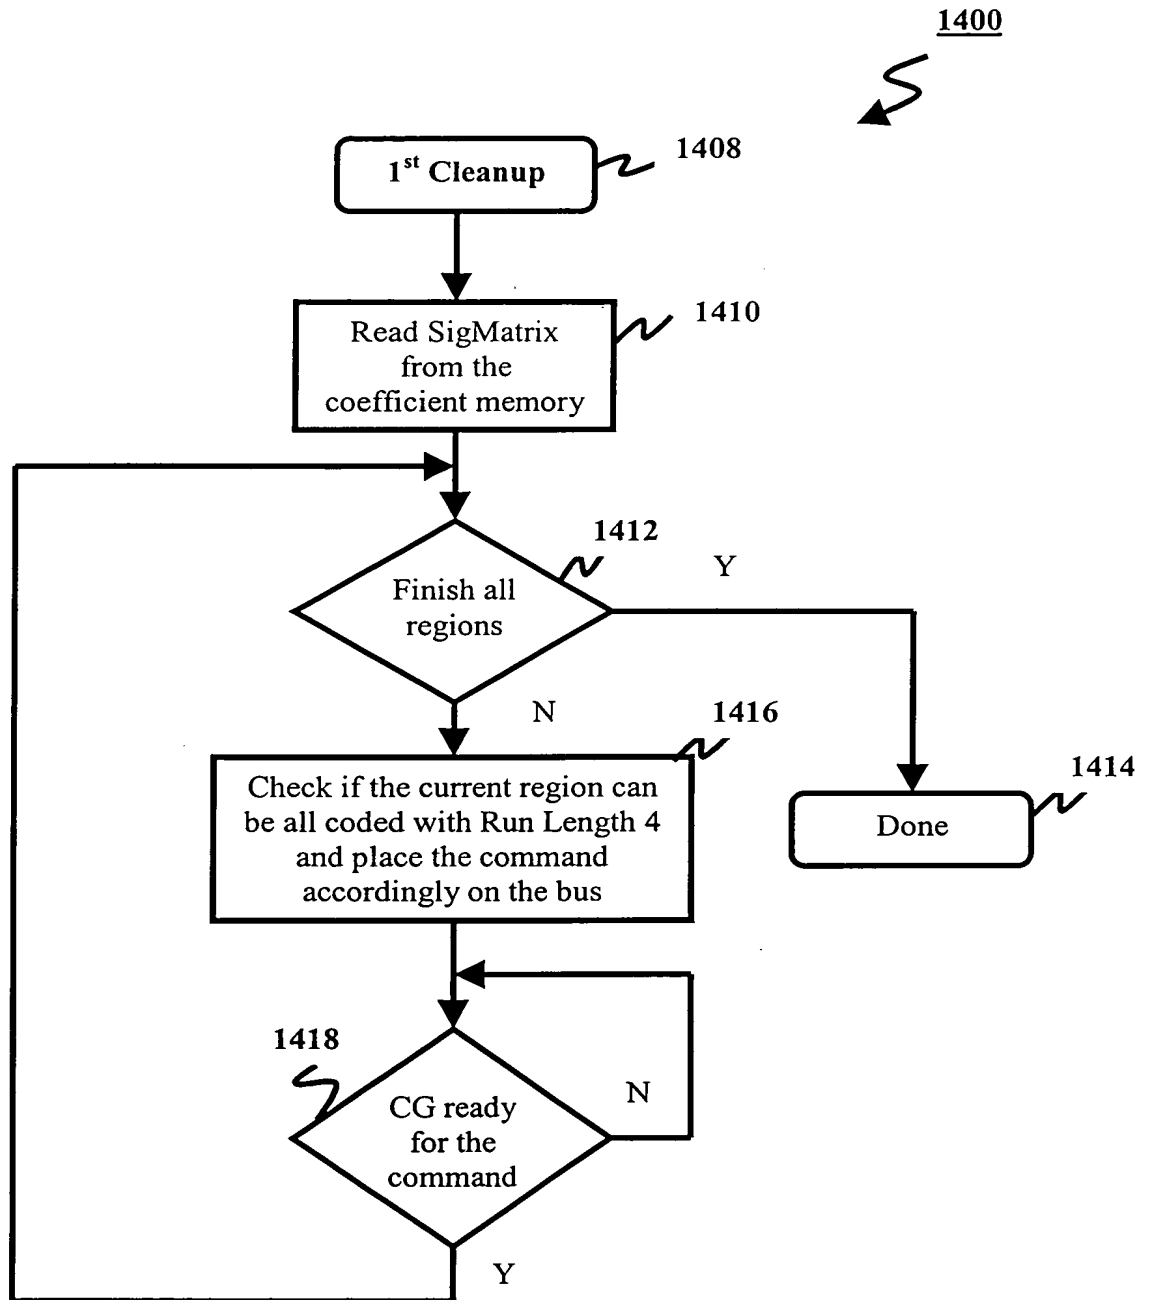 1400
1st Cleanup
1408
Read SigMatrix
from the
coefficient memory
1410
Finish all
regions
1412
Y
N
Check if the current region can
be all coded with Run Length 4
and place the command
accordingly on the bus
1416
Done
1414
CG ready
for the
command
1418
N
Y